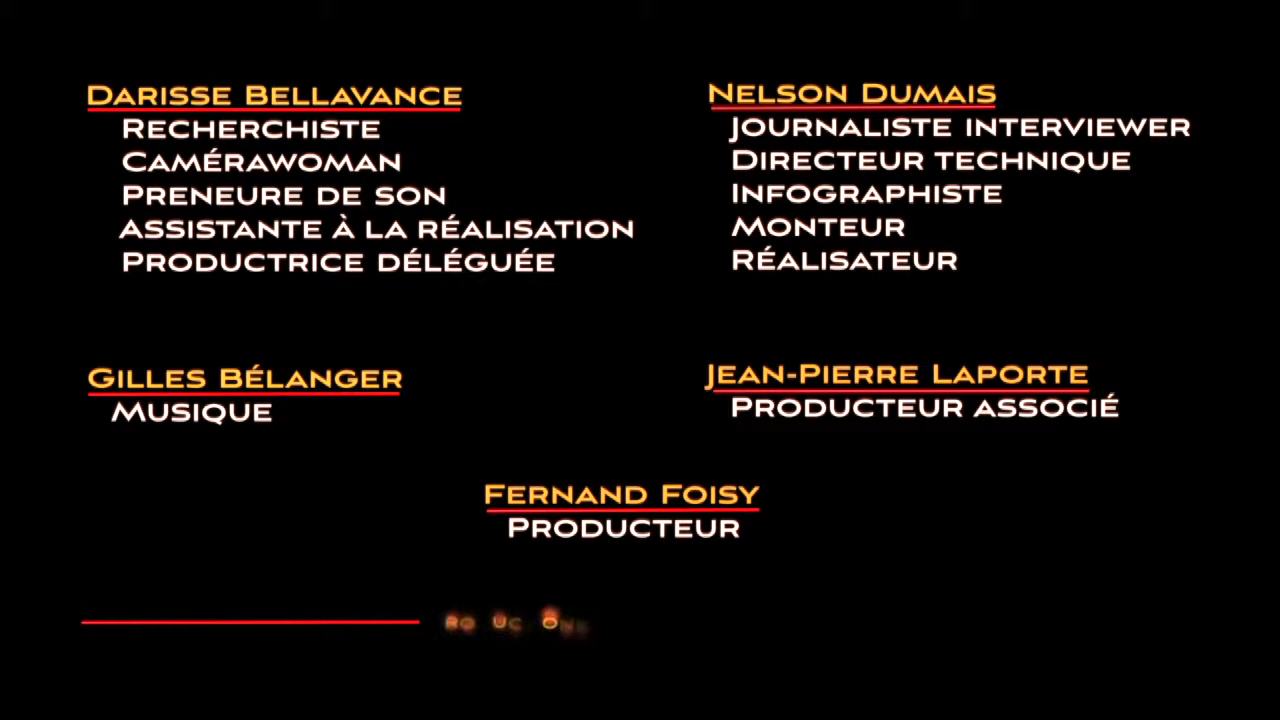 Darisse Bellavance
Recherchiste
Camérawoman
Preneure de son
Assistante à la réalisation
Productrice déléguée
Nelson Dumais
Journaliste interviewer
Directeur technique
Infographiste
Monteur
Réalisateur
Gilles Bélanger
Musique
Jean-Pierre Laporte
Producteur associé
Fernand Foisy
Producteur